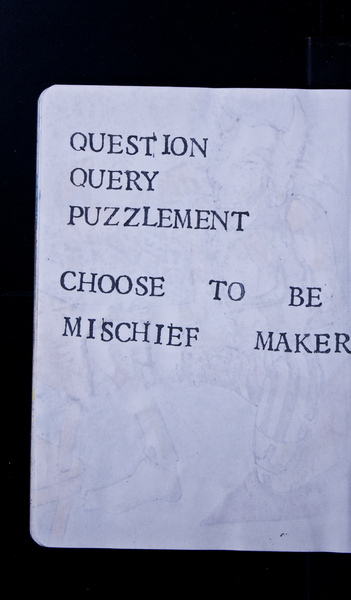 QUESTION
QUERY
PUZZLEMENT
CHOOSE TO BE
MISCHIEF MAKER